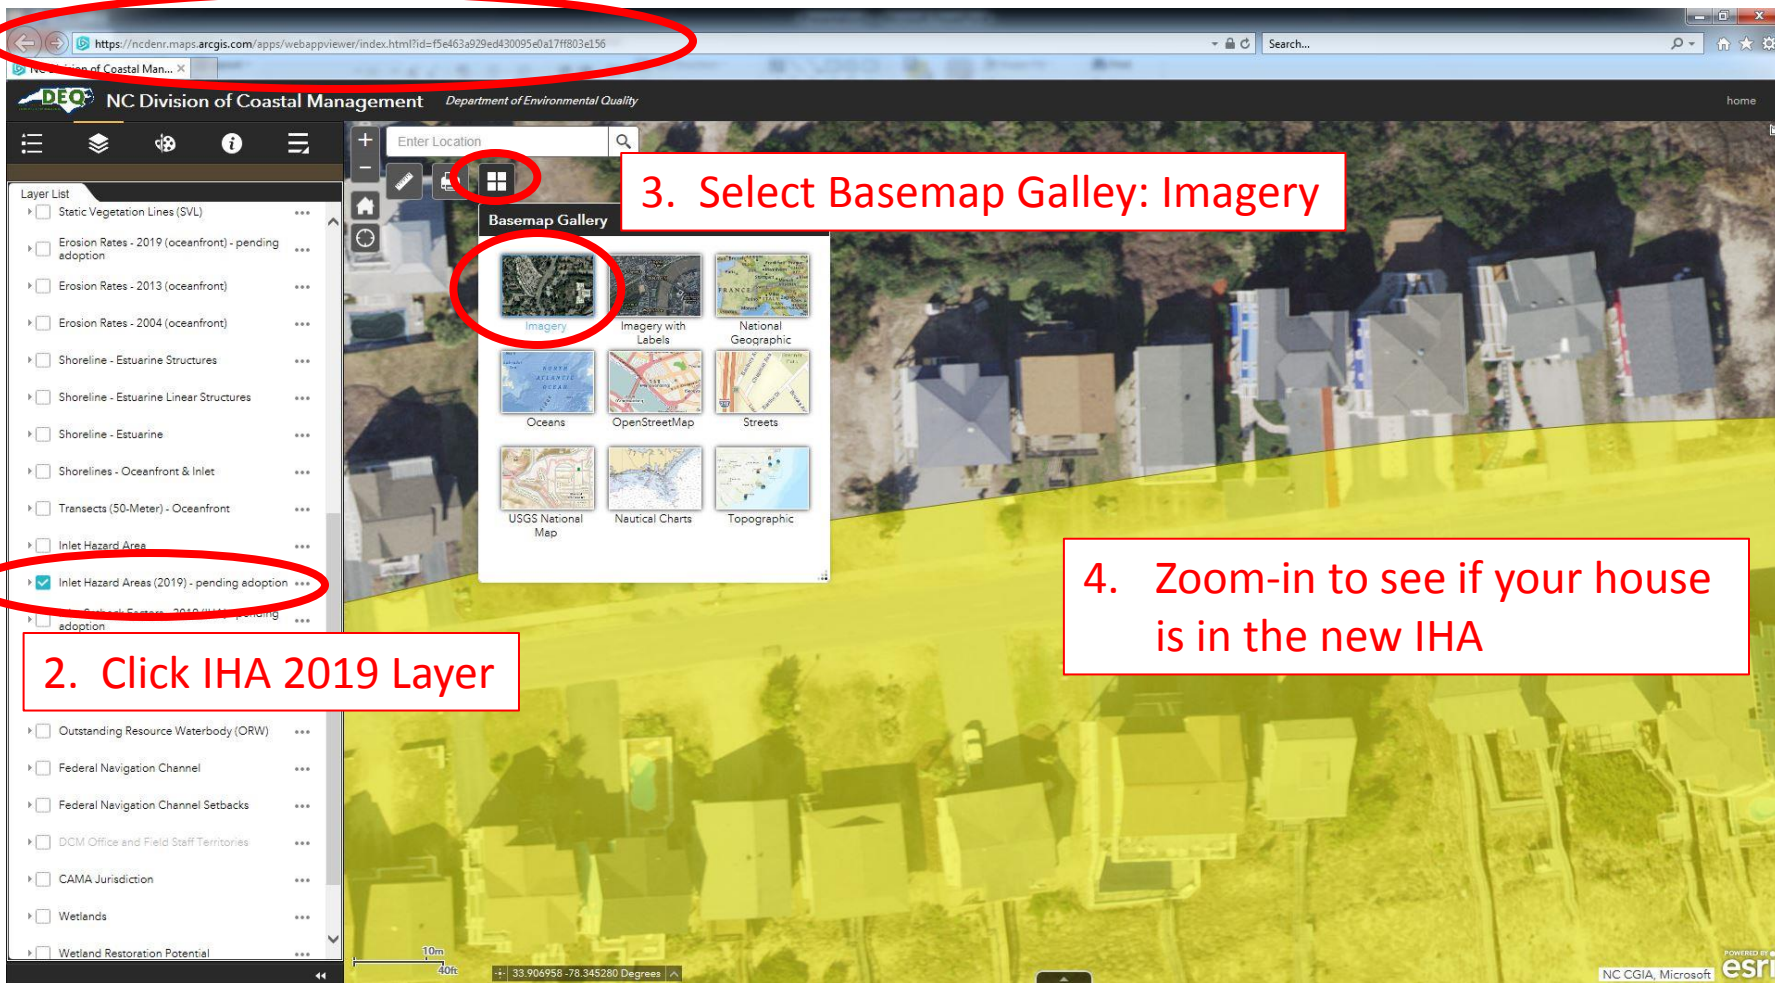 https://ncdenr.maps.arcgis.com/apps/webappviewer/index.html?id=f5e463a929ed430095e0a17ff803e156
Search...
NC Division of Coastal Man... ×
DEQ
NC Division of Coastal Management
Department of Environmental Quality
home
Enter Location
3. Select Basemap Galley: Imagery
Layer List
Static Vegetation Lines (SVL)
Erosion Rates - 2019 (oceanfront) - pending
adoption
Erosion Rates - 2013 (oceanfront)
Erosion Rates - 2004 (oceanfront)
Shoreline - Estuarine Structures
Shoreline - Estuarine Linear Structures
Shoreline - Estuarine
Shorelines - Oceanfront & Inlet
Transects (50-Meter) - Oceanfront
Inlet Hazard Area
Inlet Hazard Areas (2019) - pending adoption
adoption
2. Click IHA 2019 Layer
Outstanding Resource Waterbody (ORW)
Federal Navigation Channel
Federal Navigation Channel Setbacks
DCM Office and Field Staff Territories
CAMA Jurisdiction
Wetlands
Wetland Restoration Potential
Basemap Gallery
Imagery
Imagery with
Labels
National
Geographic
Oceans
OpenStreetMap
Streets
USGS National
Map
Nautical Charts
Topographic
4. Zoom-in to see if your house
is in the new IHA
10m
40ft
33.906958 -78.345280 Degrees
NC CGIA, Microsoft
POWERED BY
esri